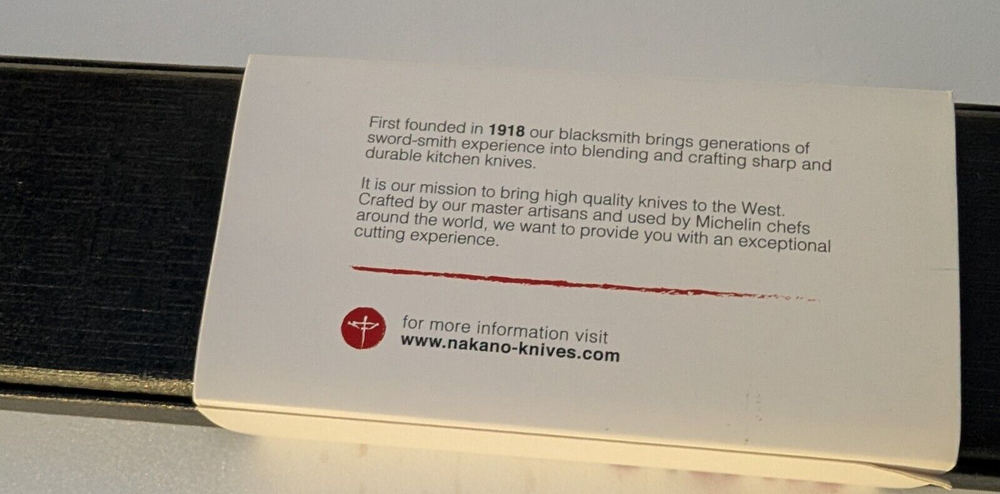 First founded in 1918 our blacksmith brings generations of
sword-smith experience into blending and crafting sharp and
durable kitchen knives.
It is our mission to bring high quality knives to the West.
Crafted by our master artisans and used by Michelin chefs
around the world, we want to provide you with an exceptional
cutting experience.
for more information visit
www.nakano-knives.com